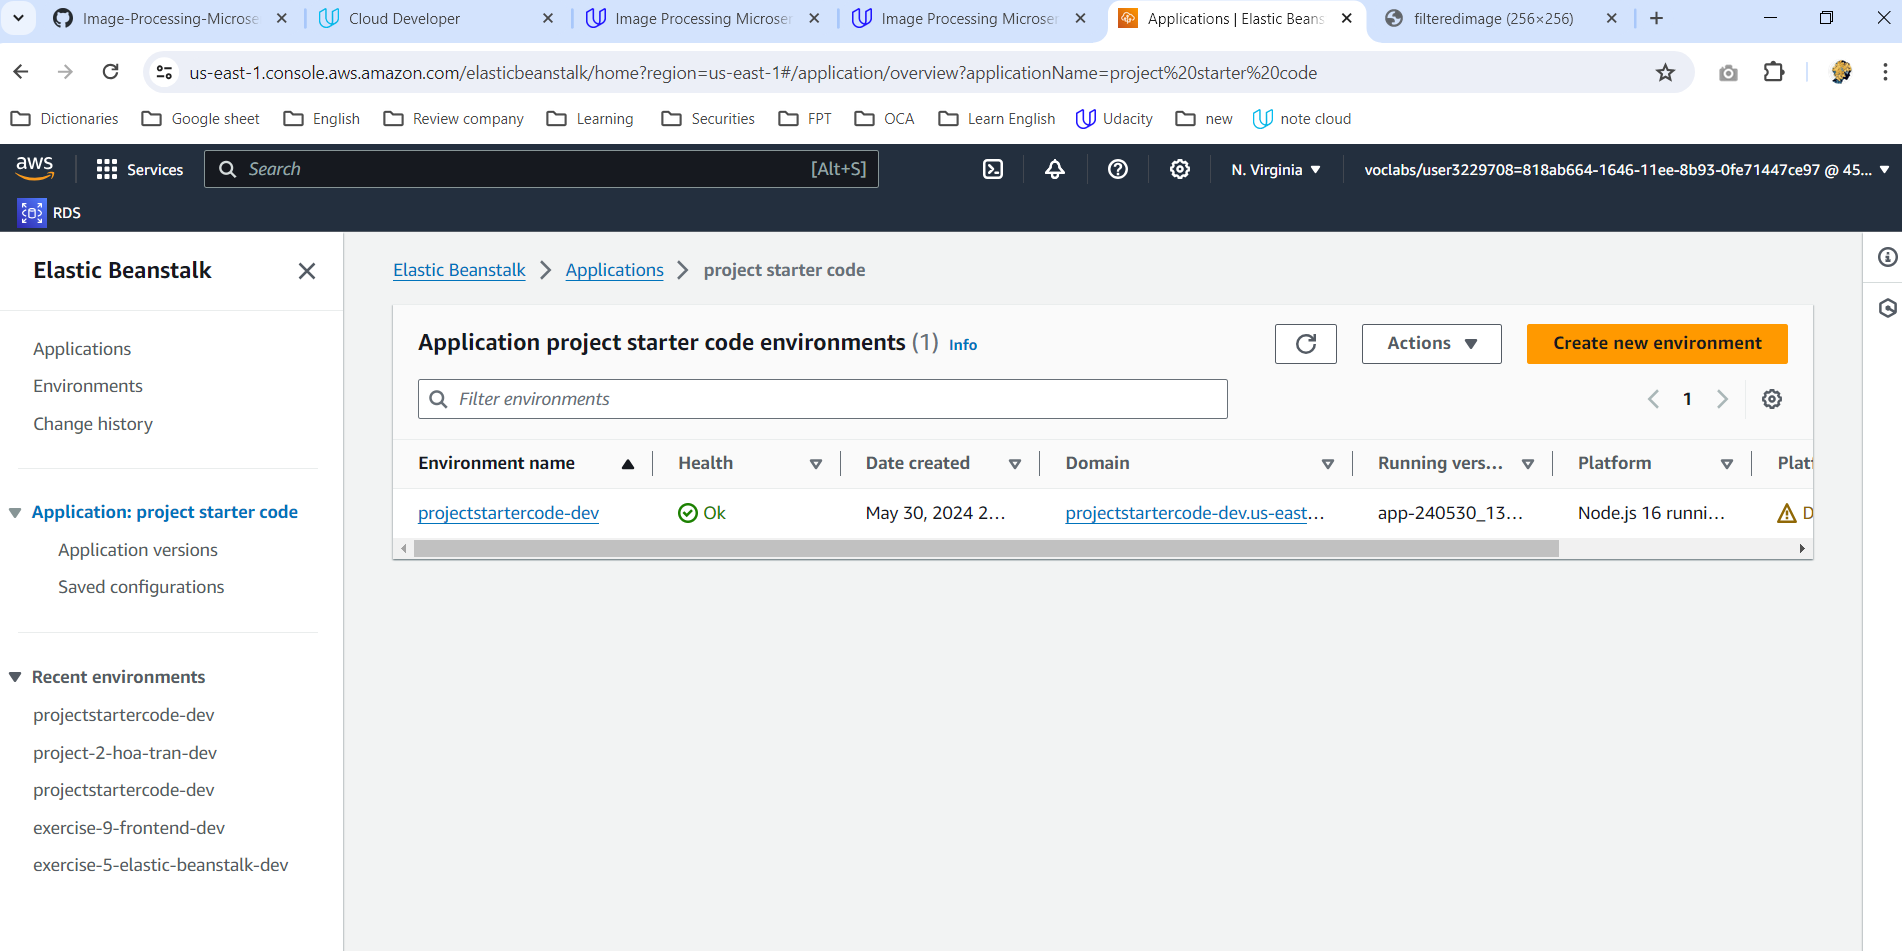 Image-Processing-Microse
Cloud Developer
Image Processing Microser
Image Processing Microser
Applications | Elastic Beans
filteredimage (256×256)
us-east-1.console.aws.amazon.com/elasticbeanstalk/home?region=us-east-1#/application/overview?applicationName=project%20starter%20code
Dictionaries
Google sheet
English
Review company
Learning
Securities
FPT
OCA
Learn English
Udacity
new
note cloud
aws
Services
Search
[Alt+S]
N. Virginia
voclabs/user3229708=818ab664-1646-11ee-8b93-0fe71447ce97 @ 45...
RDS
Elastic Beanstalk
Applications
Environments
Change history
Application: project starter code
Application versions
Saved configurations
Recent environments
projectstartercode-dev
project-2-hoa-tran-dev
projectstartercode-dev
exercise-9-frontend-dev
exercise-5-elastic-beanstalk-dev
Elastic Beanstalk
Applications
project starter code
Application project starter code environments (1) Info
Actions
Create new environment
Filter environments
1
Environment name
Health
Date created
Domain
Running vers...
Platform
Plat
projectstartercode-dev
Ok
May 30, 2024 2...
projectstartercode-dev.us-east...
app-240530_13...
Node.js 16 runni...
D